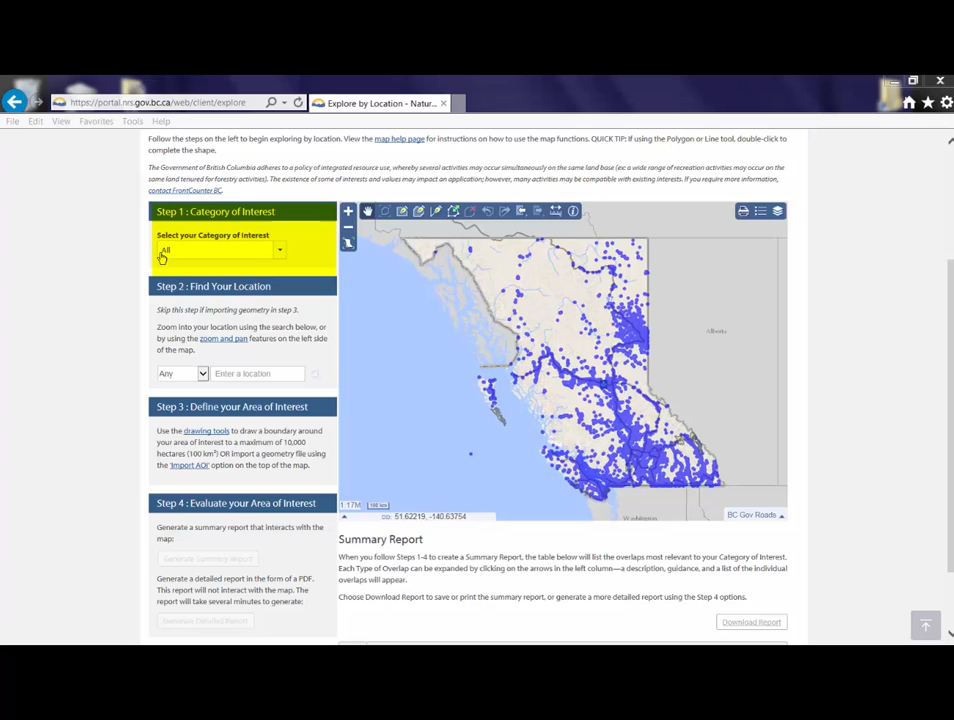 https://portal.nrs.gov.bc.ca/web/client/explore
Explore by Location - Natur...
File Edit View Favorites Tools Help
Follow the steps on the left to begin exploring by location. View the map help page for instructions on how to use the map functions. QUICK TIP: If using the Polygon or Line tool, double-click to
complete the shape.
The Government of British Columbia adheres to a policy of integrated resource use, whereby several activities may occur simultaneously on the same land base (ex: a wide range of recreation activities may occur on
the same land tenured for forestry activities). The existence of some of interests and values may impact an application; however, many activities may be compatible with existing interests. If you require more information,
contact FrontCounter BC.
Step 1 : Category of Interest
Select your Category of Interest
All
Step 2 : Find Your Location
Skip this step if importing geometry in step 3.
Zoom into your location using the search below, or
by using the zoom and pan features on the left side
of the map.
Any Enter a location
Step 3 : Define your Area of Interest
Use the drawing tools to draw a boundary around
your area of interest to a maximum of 10,000
hectares (100 km²) OR import a geometry file using
the 'Import AOI' option on the top of the map.
Step 4 : Evaluate your Area of Interest
Generate a summary report that interacts with the
map:
Generate Summary Report
Generate a detailed report in the form of a PDF.
This report will not interact with the map. The
report will take several minutes to generate:
Generate Detailed Report
Alberta
Washington
1:17M 100 km
DD: 51.62219, -140.63754
BC Gov Roads
Summary Report
When you follow Steps 1-4 to create a Summary Report, the table below will list the overlaps most relevant to your Category of Interest.
Each Type of Overlap can be expanded by clicking on the arrows in the left column—a description, guidance, and a list of the individual
overlaps will appear.
Choose Download Report to save or print the summary report, or generate a more detailed report using the Step 4 options.
Download Report